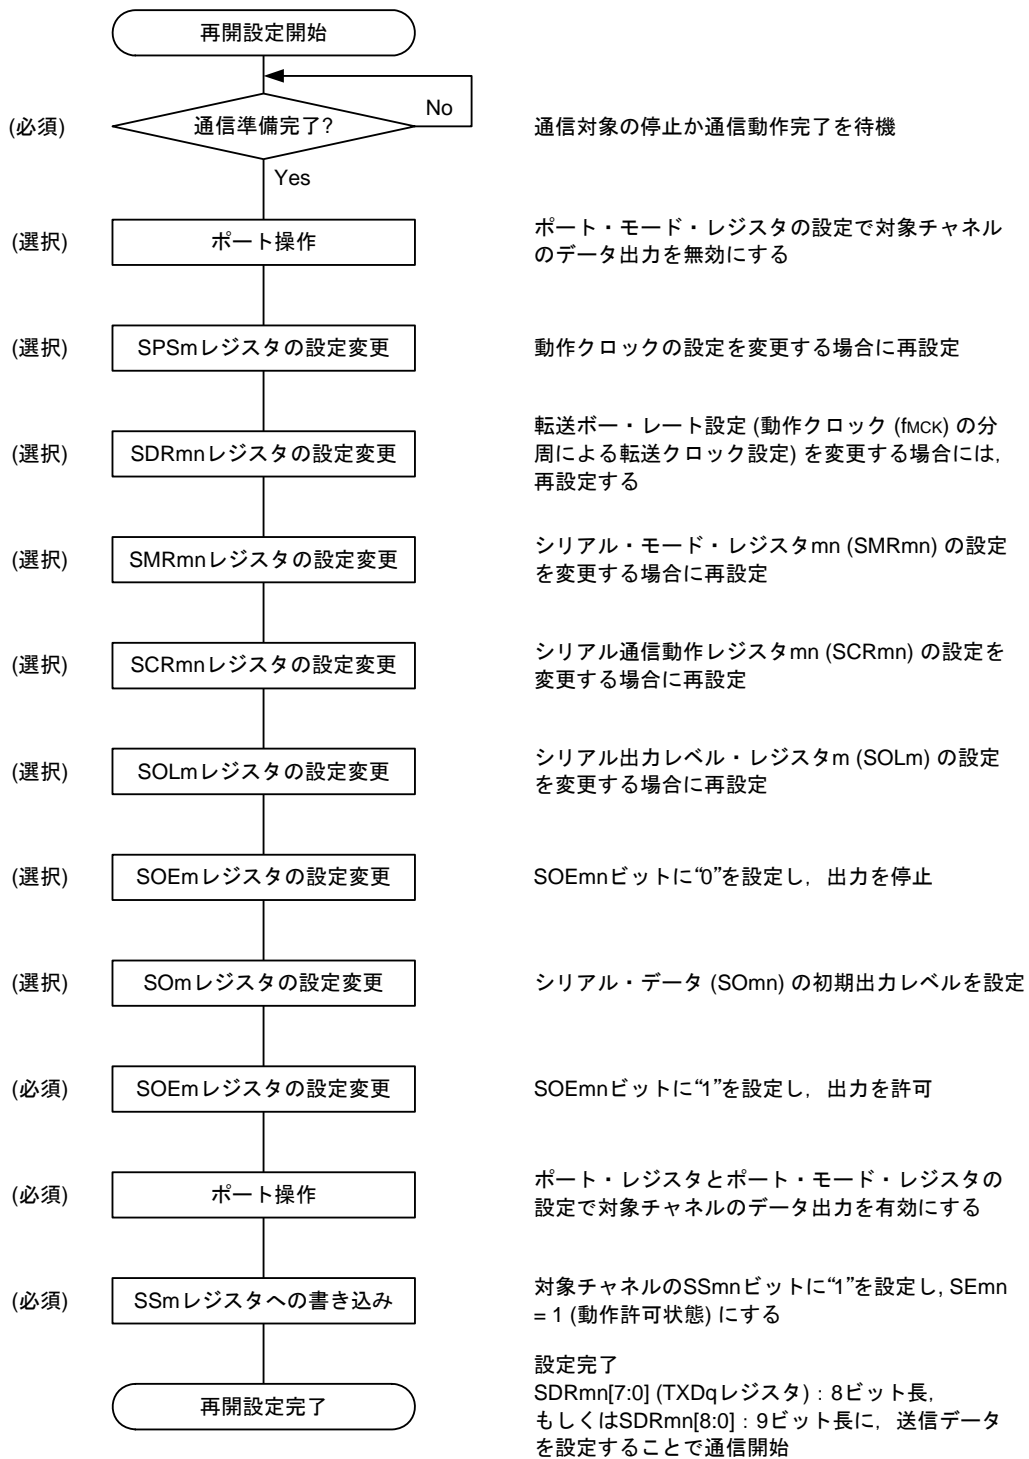 再開設定開始
(必須)
通信準備完了?
No
通信対象の停止か通信動作完了を待機
Yes
(選択)
ポート操作
ポート・モード・レジスタの設定で対象チャネル
のデータ出力を無効にする
(選択)
SPSmレジスタの設定変更
動作クロックの設定を変更する場合に再設定
(選択)
SDRmnレジスタの設定変更
転送ボー・レート設定 (動作クロック (fMCK) の分
周による転送クロック設定) を変更する場合には,
再設定する
(選択)
SMRmnレジスタの設定変更
シリアル・モード・レジスタmn (SMRmn) の設定
を変更する場合に再設定
(選択)
SCRmnレジスタの設定変更
シリアル通信動作レジスタmn (SCRmn) の設定を
変更する場合に再設定
(選択)
SOLmレジスタの設定変更
シリアル出力レベル・レジスタm (SOLm) の設定
を変更する場合に再設定
(選択)
SOEmレジスタの設定変更
SOEmnビットに“0”を設定し，出力を停止
(選択)
SOmレジスタの設定変更
シリアル・データ (SOmn) の初期出力レベルを設定
(必須)
SOEmレジスタの設定変更
SOEmnビットに“1”を設定し，出力を許可
(必須)
ポート操作
ポート・レジスタとポート・モード・レジスタの
設定で対象チャネルのデータ出力を有効にする
(必須)
SSmレジスタへの書き込み
対象チャネルのSSmnビットに“1”を設定し, SEmn
= 1 (動作許可状態) にする
再開設定完了
設定完了
SDRmn[7:0] (TXDqレジスタ)：8ビット長,
もしくはSDRmn[8:0]：9ビット長に，送信データ
を設定することで通信開始